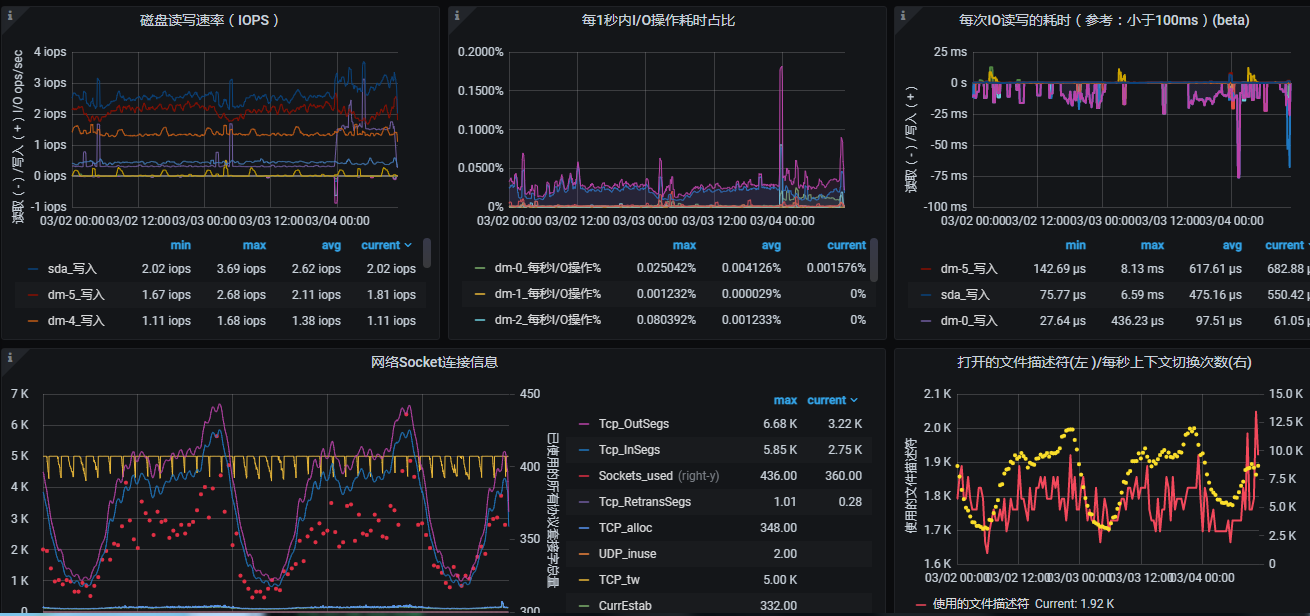 磁盘读写速率（IOPS）
读取（-）/写入（+）I/O ops/sec
4 iops
3 iops
2 iops
1 iops
0 iops
-1 iops
03/02 00:00 03/02 12:00 03/03 00:00 03/03 12:00 03/04 00:00
min max avg current
sda_写入 2.02 iops 3.69 iops 2.62 iops 2.02 iops
dm-5_写入 1.67 iops 2.68 iops 2.11 iops 1.81 iops
dm-4_写入 1.11 iops 1.68 iops 1.38 iops 1.11 iops
每1秒内I/O操作耗时占比
0.2000%
0.1500%
0.1000%
0.0500%
0%
03/02 00:00 03/02 12:00 03/03 00:00 03/03 12:00 03/04 00:00
max avg current
dm-0_每秒I/O操作% 0.025042% 0.004126% 0.001576%
dm-1_每秒I/O操作% 0.001232% 0.000029% 0%
dm-2_每秒I/O操作% 0.080392% 0.001233% 0%
每次IO读写的耗时（参考：小于100ms）(beta)
读取（-）/写入（+）
25 ms
0 s
-25 ms
-50 ms
-75 ms
-100 ms
03/02 00:00 03/02 12:00 03/03 00:00 03/03 12:00 03/04 00:00
min max avg current
dm-5_写入 142.69 µs 8.13 ms 617.61 µs 682.88
sda_写入 75.77 µs 6.59 ms 475.16 µs 550.42
dm-0_写入 27.64 µs 436.23 µs 97.51 µs 61.05
网络Socket连接信息
7 K
6 K
5 K
4 K
3 K
2 K
1 K
0
450
400
350
300
已使用的所有协议套接字总量
max current
Tcp_OutSegs 6.68 K 3.22 K
Tcp_InSegs 5.85 K 2.75 K
Sockets_used (right-y) 436.00 360.00
Tcp_RetransSegs 1.01 0.28
TCP_alloc 348.00
UDP_inuse 2.00
TCP_tw 5.00 K
CurrEstab 332.00
打开的文件描述符(左 )/每秒上下文切换次数(右)
使用的文件描述符
2.1 K
2.0 K
1.9 K
1.8 K
1.7 K
1.6 K
15.0 K
12.5 K
10.0 K
7.5 K
5.0 K
2.5 K
0
03/02 00:00 03/02 12:00 03/03 00:00 03/03 12:00 03/04 00:00
使用的文件描述符 Current: 1.92 K